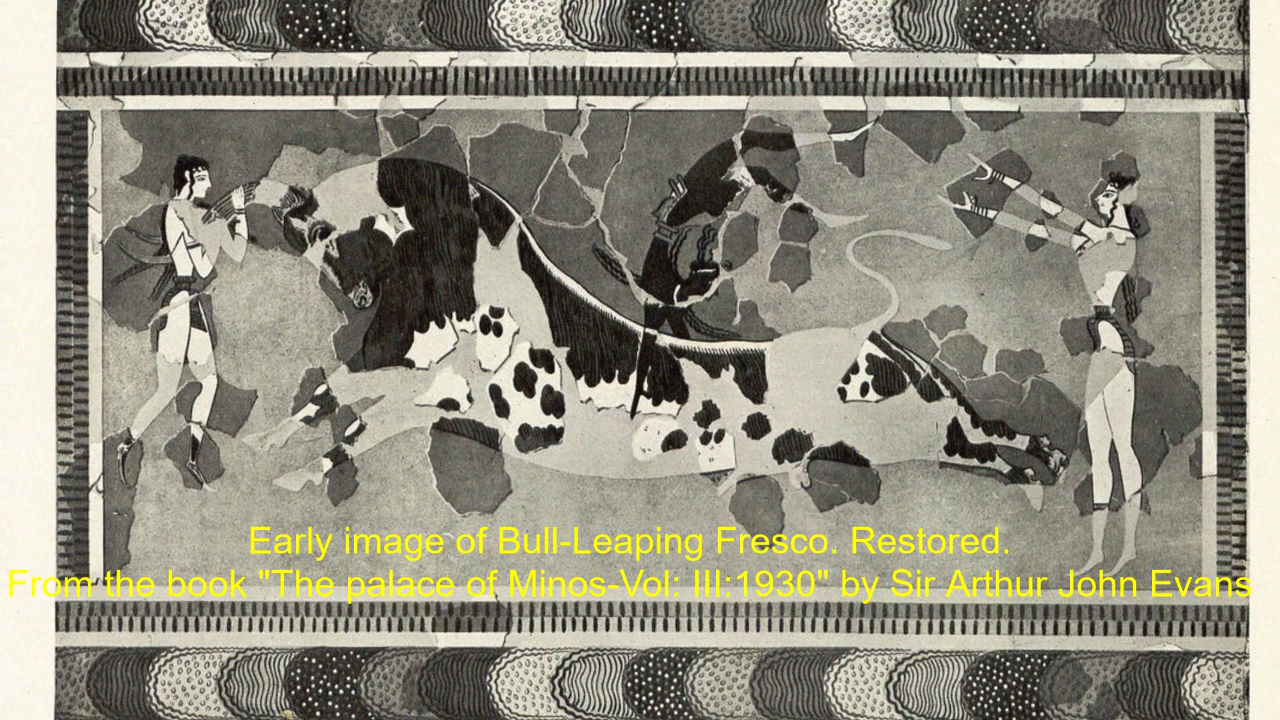 Early image of Bull-Leaping Fresco. Restored.
From the book "The palace of Minos-Vol: III:1930" by Sir Arthur John Evans